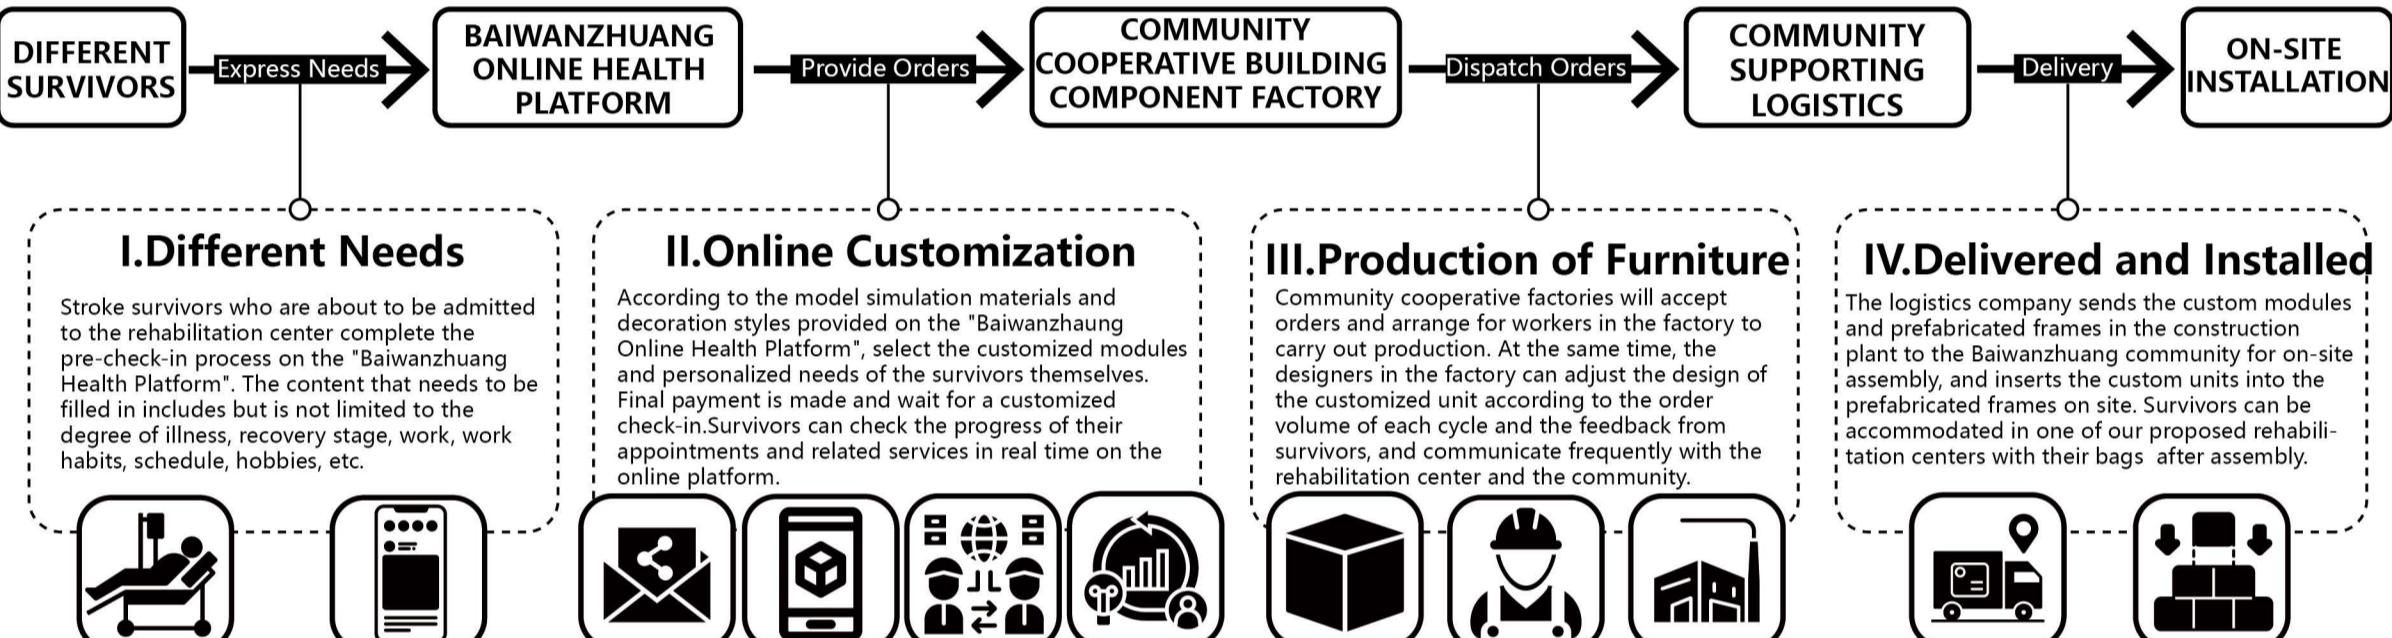 DIFFERENT
SURVIVORS
Express Needs
BAIWANZHUANG
ONLINE HEALTH
PLATFORM
Provide Orders
COMMUNITY
COOPERATIVE BUILDING
COMPONENT FACTORY
Dispatch Orders
COMMUNITY
SUPPORTING
LOGISTICS
Delivery
ON-SITE
INSTALLATION
I.Different Needs
Stroke survivors who are about to be admitted
to the rehabilitation center complete the
pre-check-in process on the "Baiwanzhuang
Health Platform". The content that needs to be
filled in includes but is not limited to the
degree of illness, recovery stage, work, work
habits, schedule, hobbies, etc.
II.Online Customization
According to the model simulation materials and
decoration styles provided on the "Baiwanzhaung
Online Health Platform", select the customized modules
and personalized needs of the survivors themselves.
Final payment is made and wait for a customized
check-in.Survivors can check the progress of their
appointments and related services in real time on the
online platform.
III.Production of Furniture
Community cooperative factories will accept
orders and arrange for workers in the factory to
carry out production. At the same time, the
designers in the factory can adjust the design of
the customized unit according to the order
volume of each cycle and the feedback from
survivors, and communicate frequently with the
rehabilitation center and the community.
IV.Delivered and Installed
The logistics company sends the custom modules
and prefabricated frames in the construction
plant to the Baiwanzhuang community for on-site
assembly, and inserts the custom units into the
prefabricated frames on site. Survivors can be
accommodated in one of our proposed rehabili-
tation centers with their bags  after assembly.